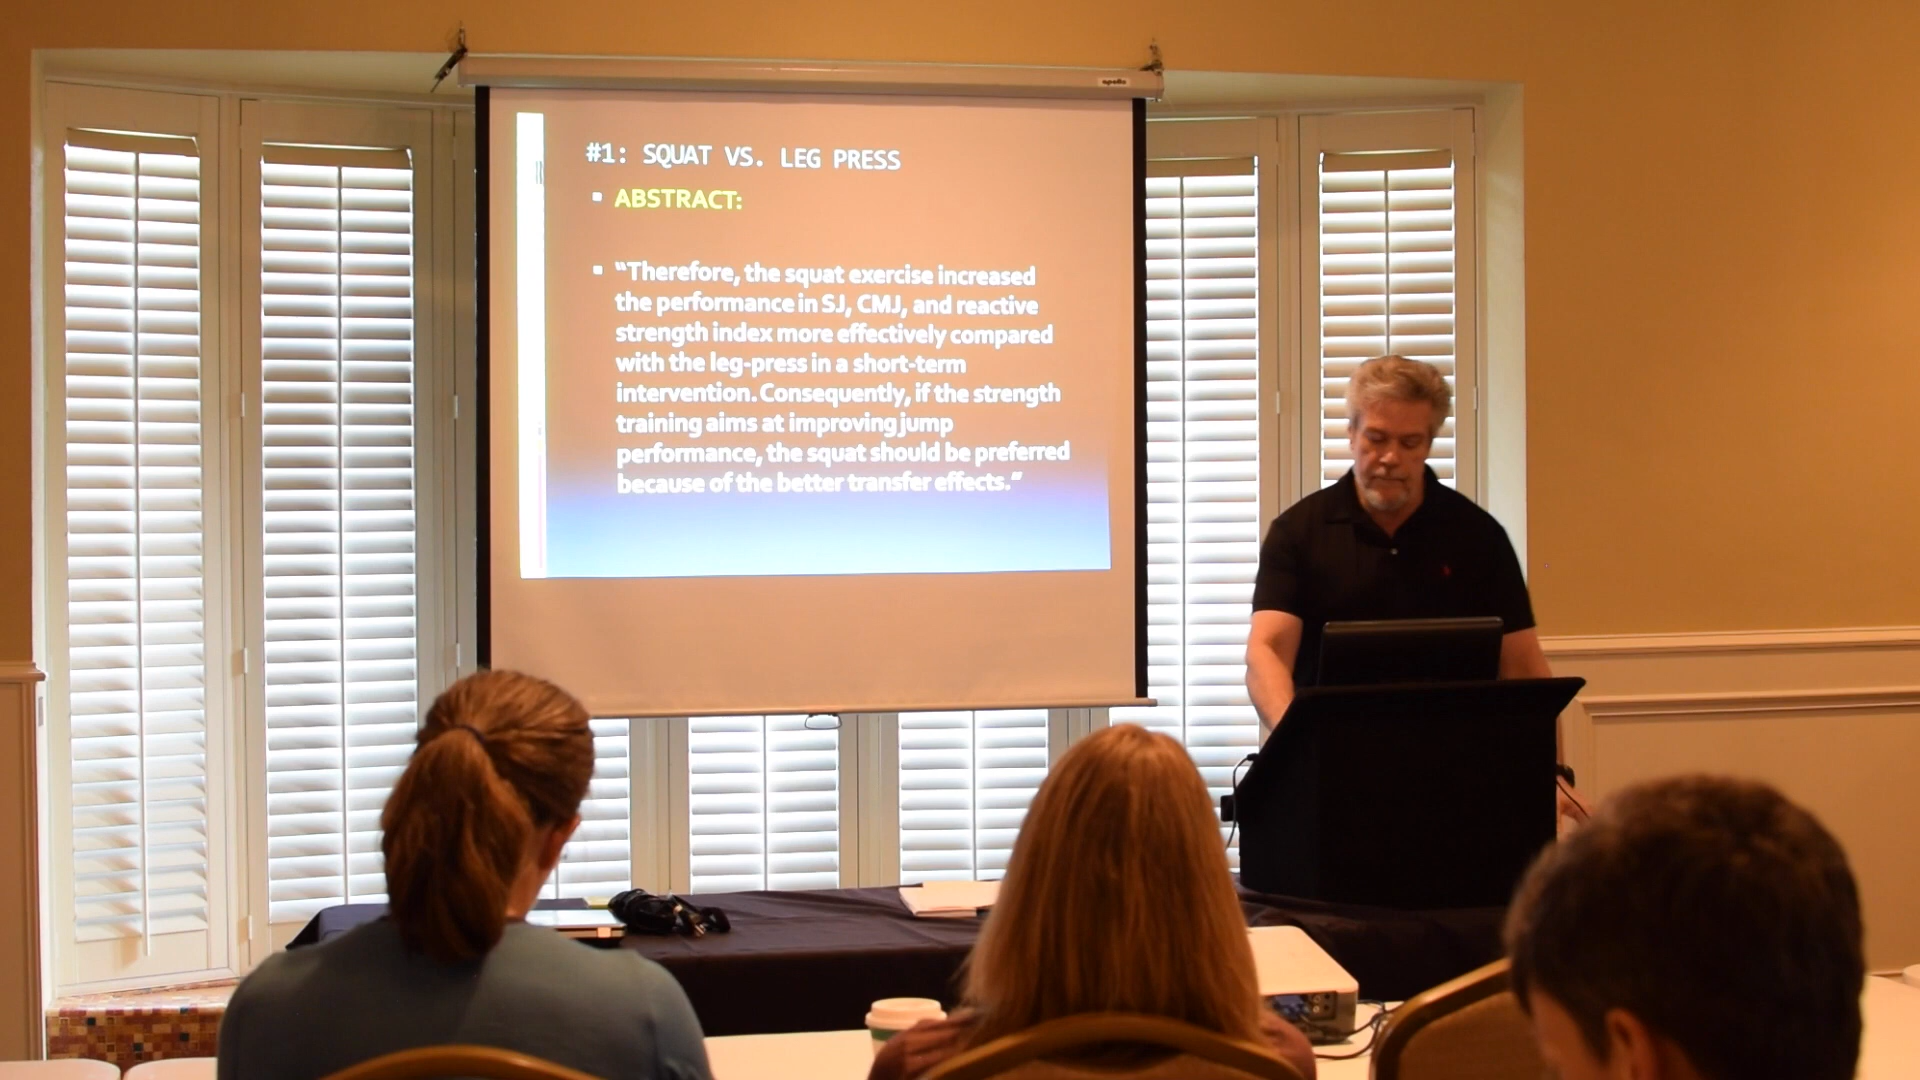 apollo
#1: SQUAT VS. LEG PRESS
▪ ABSTRACT:
▪ “Therefore, the squat exercise increased
the performance in SJ, CMJ, and reactive
strength index more effectively compared
with the leg-press in a short-term
intervention. Consequently, if the strength
training aims at improving jump
performance, the squat should be preferred
because of the better transfer effects.”